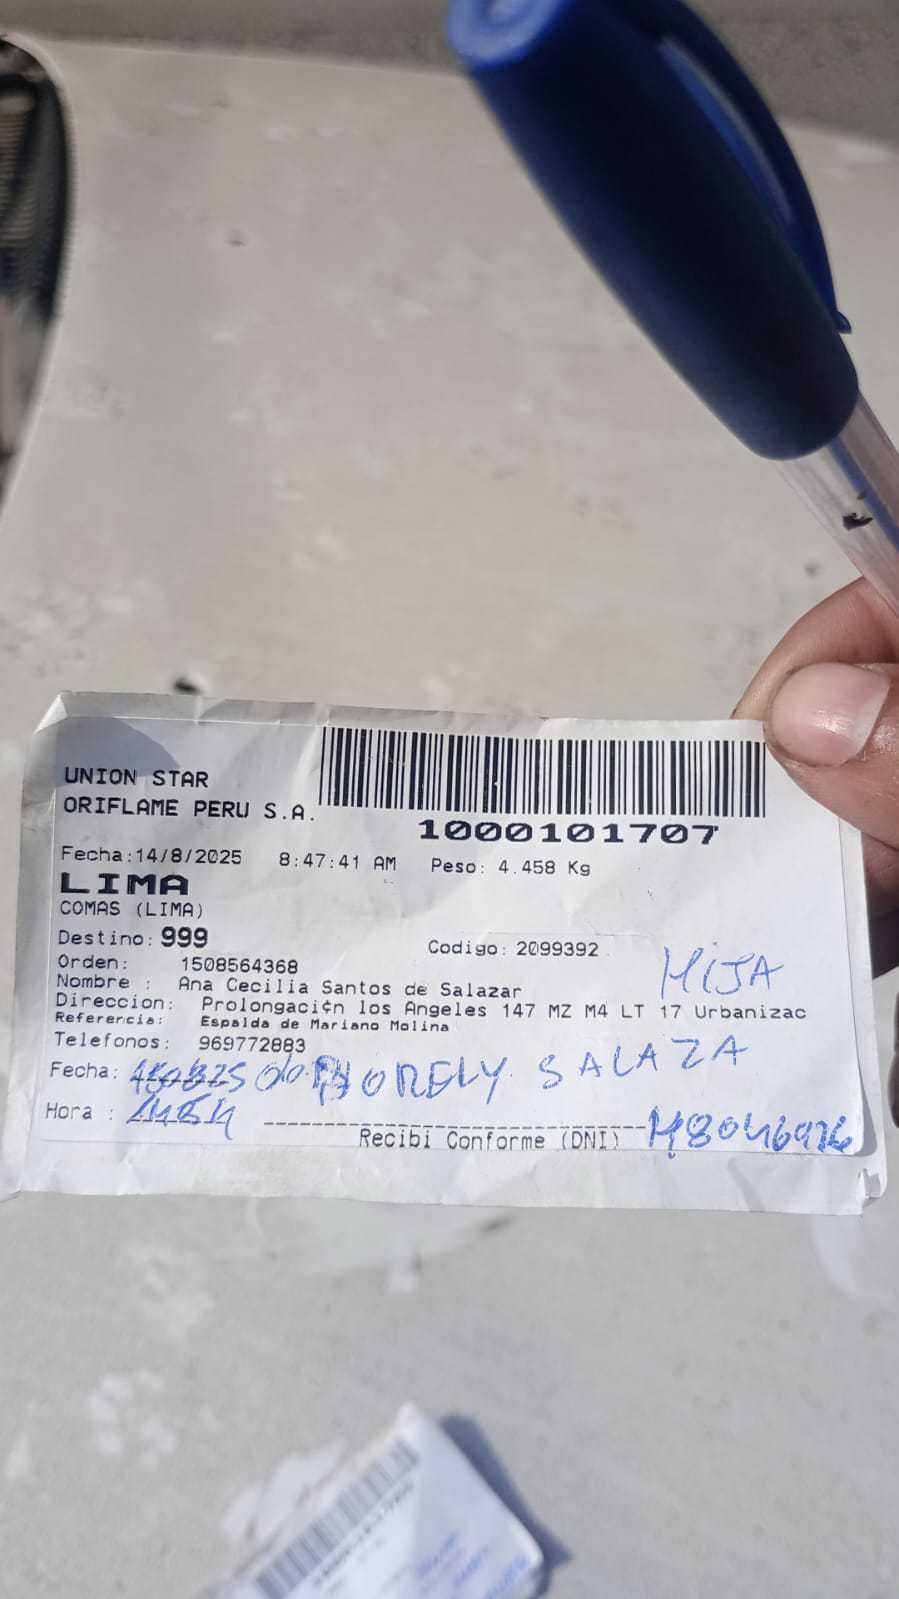 UNION STAR
ORIFLAME PERU S.A.
1000101707
Fecha:14/8/2025 8:47:41 AM Peso: 4.458 Kg
LIMA
COMAS (LIMA)
Destino: 999 Codigo: 2099392
Orden: 1508564368
HIJA
Nombre : Ana Cecilia Santos de Salazar
Direccion: Prolongaci¢n los Angeles 147 MZ M4 LT 17 Urbanizac
Referencia: Espalda de Mariano Molina
Telefonos: 969772883
Fecha: SALAZA
Hora :
Recibi Conforme (DNI)